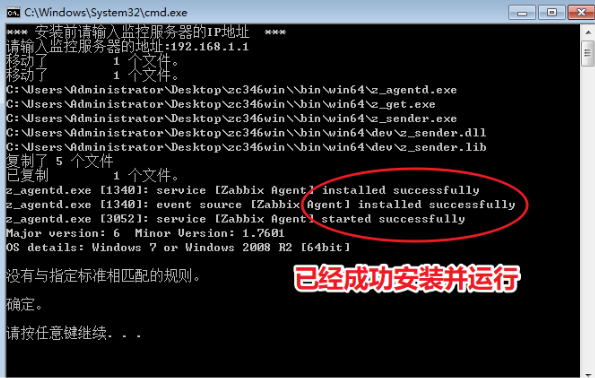 C:\Windows\System32\cmd.exe
*** 安装前请输入监控服务器的IP地址 ***
请输入监控服务器的地址:192.168.1.1
移动了         1 个文件。
移动了         1 个文件。
C:\Users\Administrator\Desktop\zc346win\\bin\win64\z_agentd.exe
C:\Users\Administrator\Desktop\zc346win\\bin\win64\z_get.exe
C:\Users\Administrator\Desktop\zc346win\\bin\win64\z_sender.exe
C:\Users\Administrator\Desktop\zc346win\\bin\win64\dev\z_sender.dll
C:\Users\Administrator\Desktop\zc346win\\bin\win64\dev\z_sender.lib
复制了 5 个文件
已复制         1 个文件。
z_agentd.exe [1340]: service [Zabbix Agent] installed successfully
z_agentd.exe [1340]: event source [Zabbix Agent] installed successfully
z_agentd.exe [3052]: service [Zabbix Agent] started successfully
Major version: 6  Minor Version: 1.7601
OS details: Windows 7 or Windows 2008 R2 [64bit]
没有与指定标准相匹配的规则。
已经成功安装并运行
确定。
请按任意键继续. . .